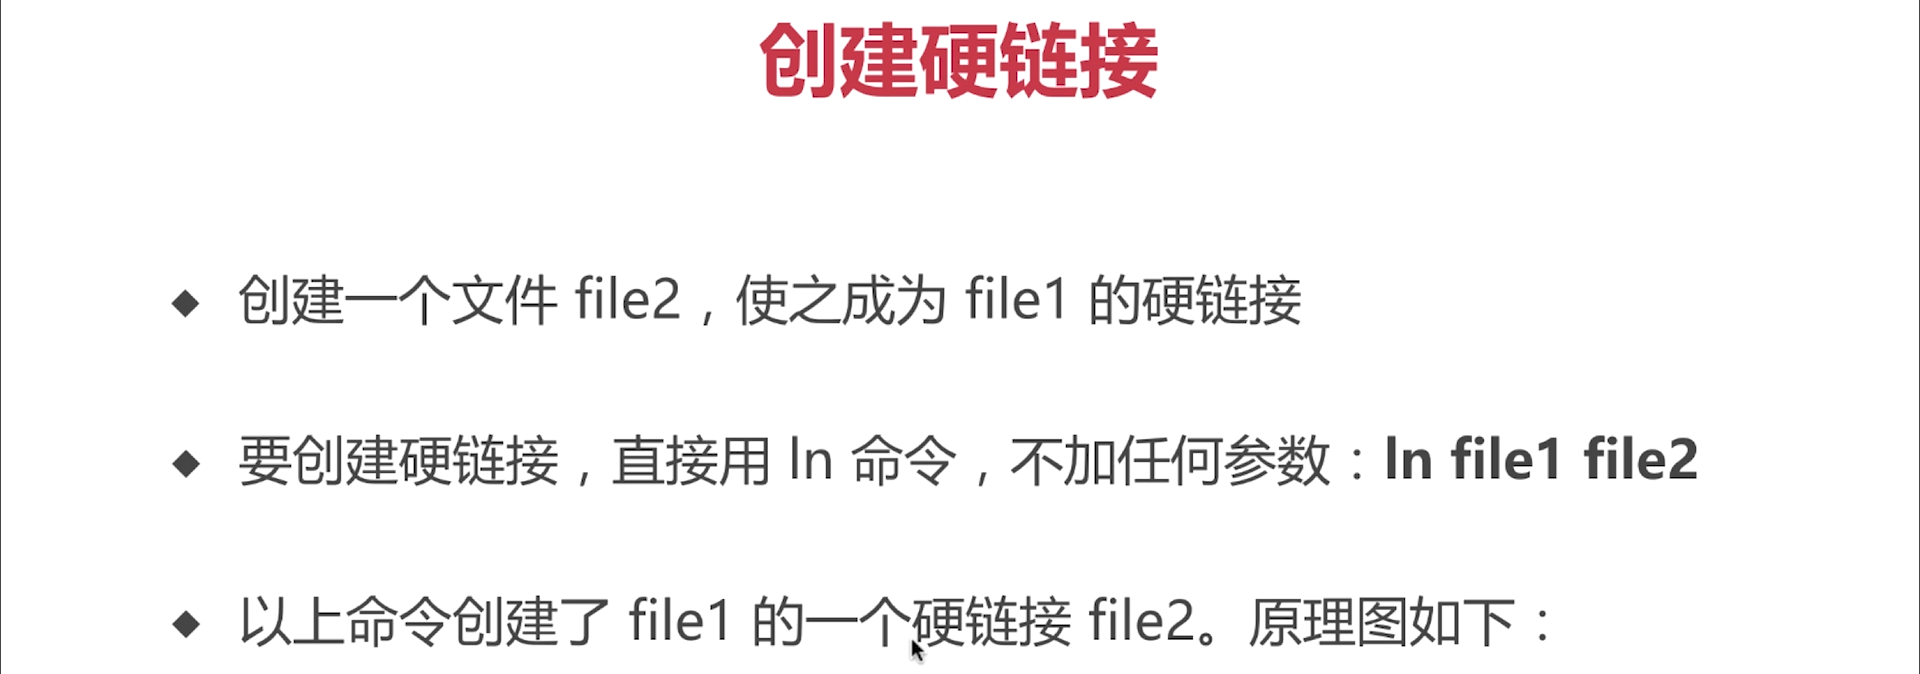 创建硬链接
◆ 创建一个文件 file2，使之成为 file1 的硬链接
◆ 要创建硬链接，直接用 ln 命令，不加任何参数：ln file1 file2
◆ 以上命令创建了 file1 的一个硬链接 file2。原理图如下：